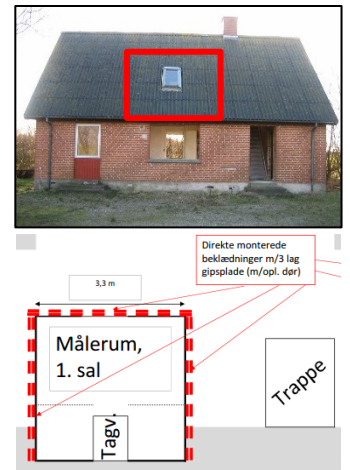 Direkte monterede
beklædninger m/3 lag
gipsplade (m/opl. dør)
3,3 m
Målerum,
1. sal
Tagv.
Trappe